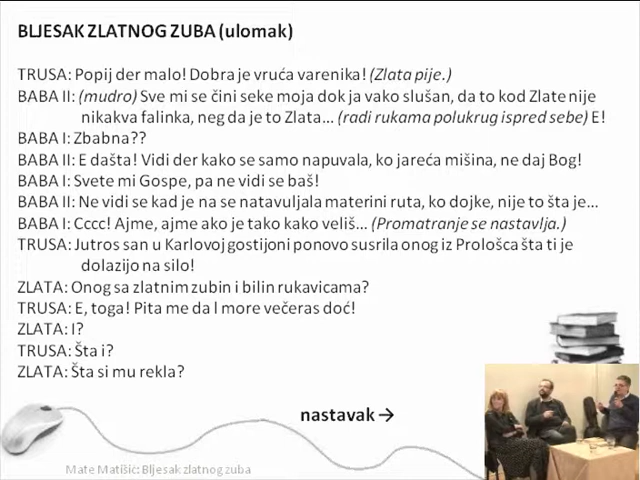 BLJESAK ZLATNOG ZUBA (ulomak)
TRUSA: Popij der malo! Dobra je vruća varenika! (Zlata pije.)
BABA II: (mudro) Sve mi se čini seke moja dok ja vako slušan, da to kod Zlate nije
nikakva falinka, neg da je to Zlata... (radi rukama polukrug ispred sebe) E!
BABA I: Zbabna??
BABA II: E dašta! Vidi der kako se samo napuvala, ko jareća mišina, ne daj Bog!
BABA I: Svete mi Gospe, pa ne vidi se baš!
BABA II: Ne vidi se kad je na se natavuljala materini ruta, ko dojke, nije to šta je...
BABA I: Cccc! Ajme, ajme ako je tako kako veliš... (Promatranje se nastavlja.)
TRUSA: Jutros san u Karlovoj gostijoni ponovo susrila onog iz Prološca šta ti je
dolazijo na silo!
ZLATA: Onog sa zlatnim zubin i bilin rukavicama?
TRUSA: E, toga! Pita me da l more večeras doć!
ZLATA: I?
TRUSA: Šta i?
ZLATA: Šta si mu rekla?
nastavak →
Mate Matišić: Bljesak zlatnog zuba